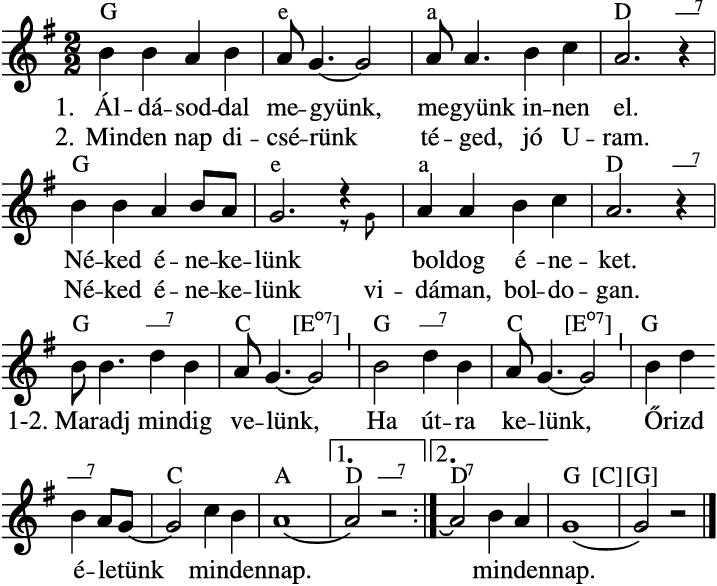 G e a D 7
1. Ál – dá – sod – dal me – gyünk, megyünk in – nen el.
2. Minden nap di – csé – rünk té – ged, jó U – ram.
G e a D 7
Né – ked é – ne – ke – lünk boldog é – ne – ket.
Né – ked é – ne – ke – lünk vi – dáman, bol – do – gan.
G 7 C [E°7] G 7 C [E°7] G
1-2. Maradj mindig ve – lünk, Ha út – ra ke – lünk, Őrizd
1. 2.
7 C A D 7 D7 G [C] [G]
é – letünk mindennap. mindennap.